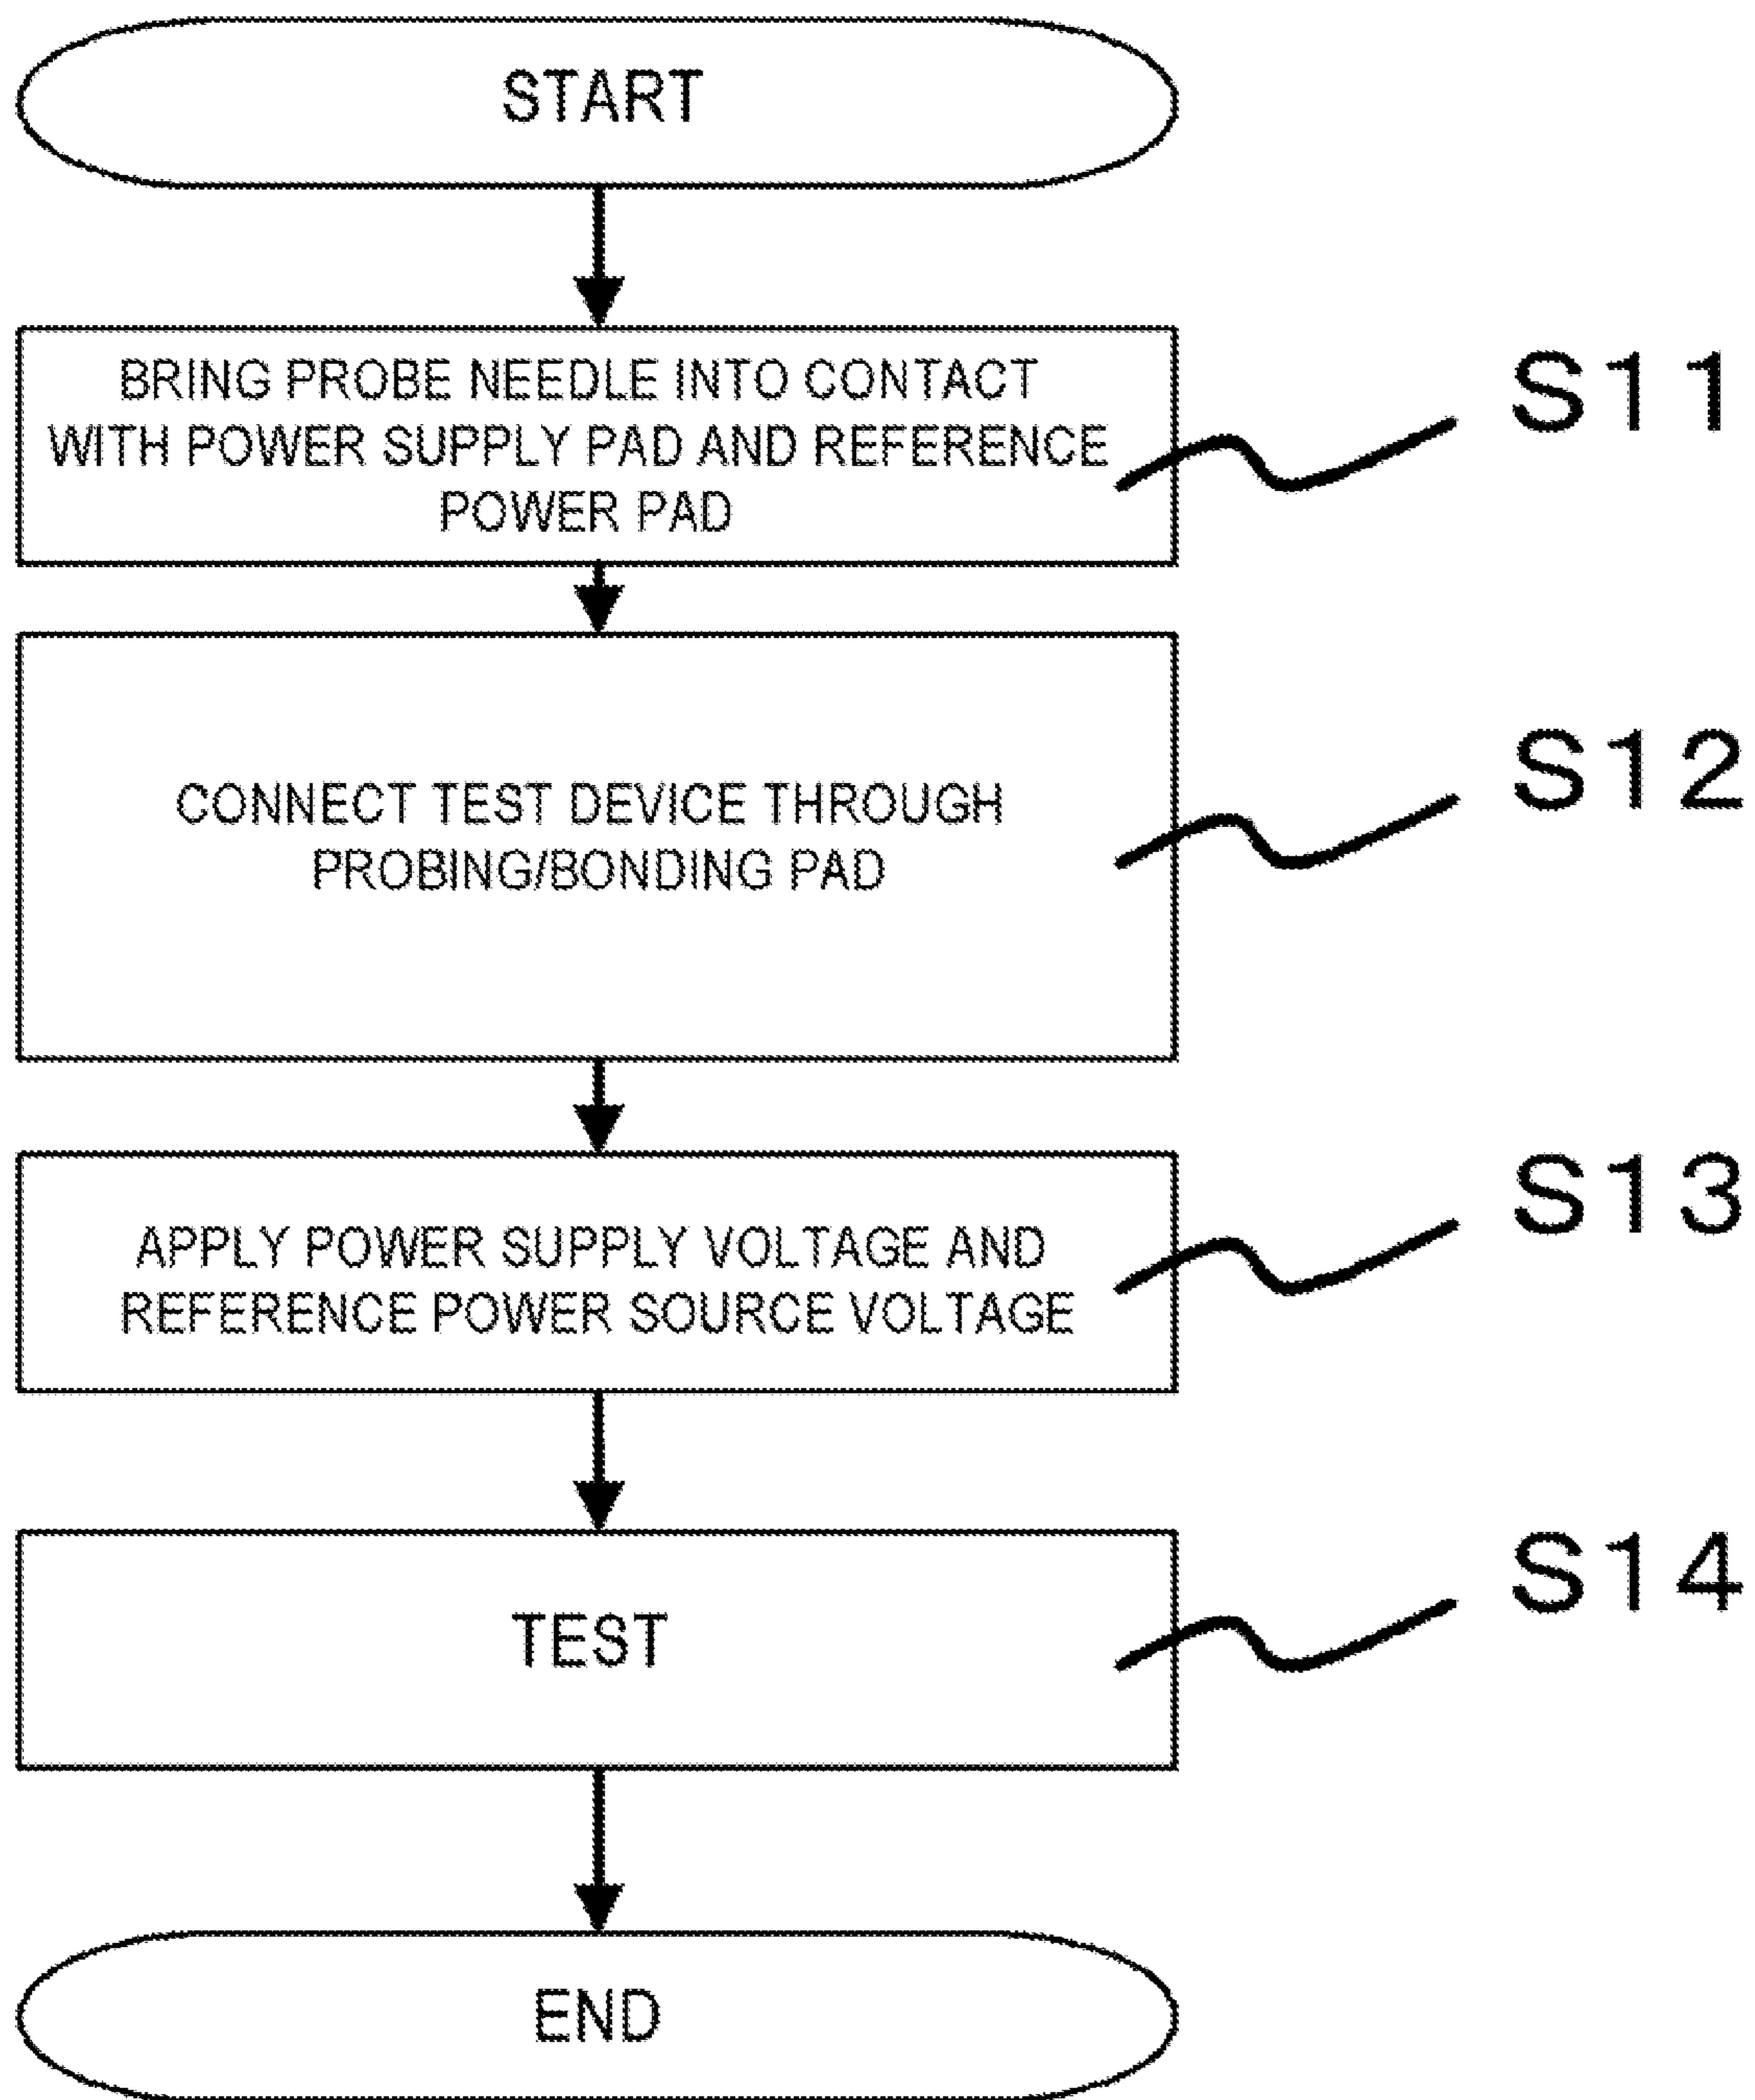 START
BRING PROBE NEEDLE INTO CONTACT
WITH POWER SUPPLY PAD AND REFERENCE
POWER PAD
S11
CONNECT TEST DEVICE THROUGH
PROBING/BONDING PAD
S12
APPLY POWER SUPPLY VOLTAGE AND
REFERENCE POWER SOURCE VOLTAGE
S13
TEST
S14
END